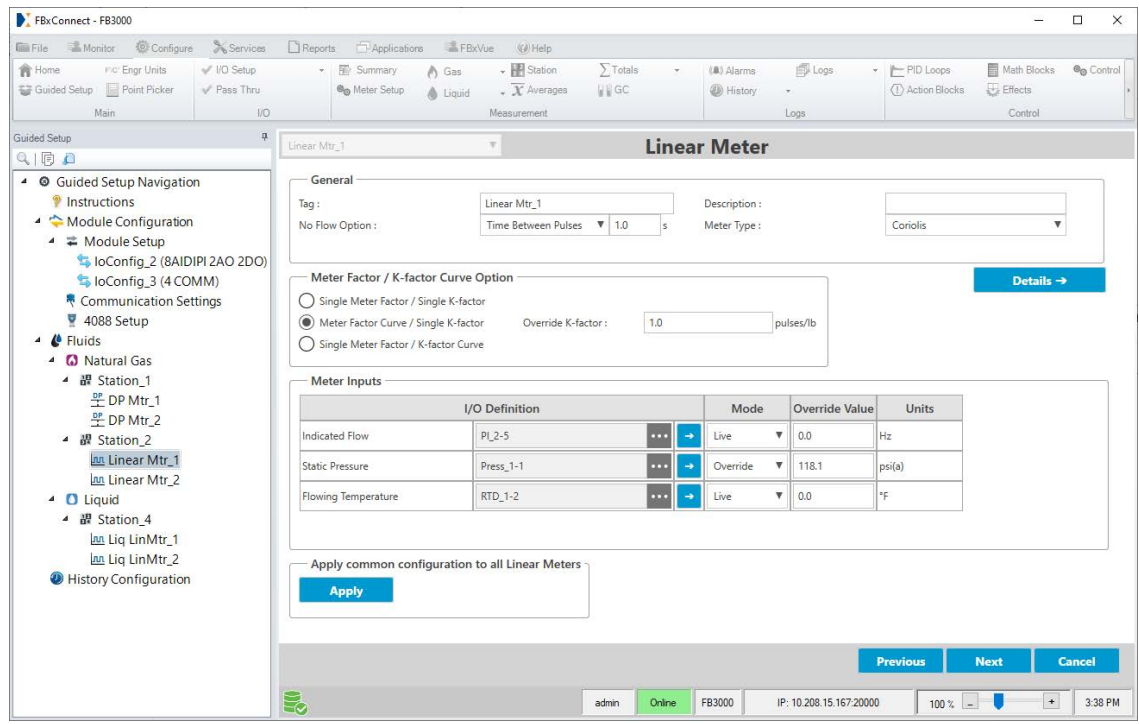 FBxConnect - FB3000
File Monitor Configure Services Reports Applications FBxVue Help
Home Engr Units I/O Setup Summary Gas Station Totals (▲) Alarms Logs PID Loops Math Blocks Control
Guided Setup Point Picker Pass Thru Meter Setup Liquid Averages GC History Action Blocks Effects
Main I/O Measurement Logs Control
Guided Setup
Linear Mtr_1 Linear Meter
Guided Setup Navigation
Instructions
Module Configuration
Module Setup
IoConfig_2 (8AIDIPI 2AO 2DO)
IoConfig_3 (4 COMM)
Communication Settings
4088 Setup
Fluids
Natural Gas
Station_1
DP Mtr_1
DP Mtr_2
Station_2
Linear Mtr_1
Linear Mtr_2
Liquid
Station_4
Liq LinMtr_1
Liq LinMtr_2
History Configuration
General
Tag : Linear Mtr_1 Description :
No Flow Option : Time Between Pulses 1.0 s Meter Type : Coriolis
Details →
Meter Factor / K-factor Curve Option
Single Meter Factor / Single K-factor
Meter Factor Curve / Single K-factor Override K-factor : 1.0 pulses/lb
Single Meter Factor / K-factor Curve
Meter Inputs
I/O Definition Mode Override Value Units
Indicated Flow PI_2-5 Live 0.0 Hz
Static Pressure Press_1-1 Override 118.1 psi(a)
Flowing Temperature RTD_1-2 Live 0.0 °F
Apply common configuration to all Linear Meters
Apply
Previous Next Cancel
admin Online FB3000 IP: 10.208.15.167:20000 100 % - + 3:38 PM